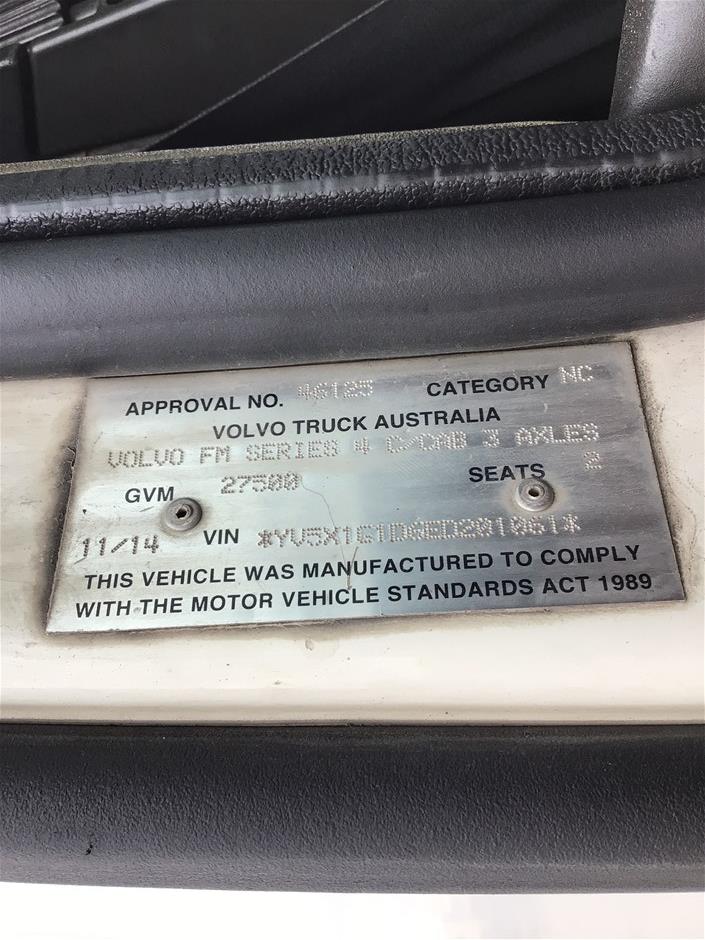 APPROVAL NO. 46125 CATEGORY NC
VOLVO TRUCK AUSTRALIA
VOLVO FM SERIES 4 C/CAB 3 AXLES
GVM 27500 SEATS 2
11/14 VIN *YV5X1G1D6ED201061*
THIS VEHICLE WAS MANUFACTURED TO COMPLY
WITH THE MOTOR VEHICLE STANDARDS ACT 1989